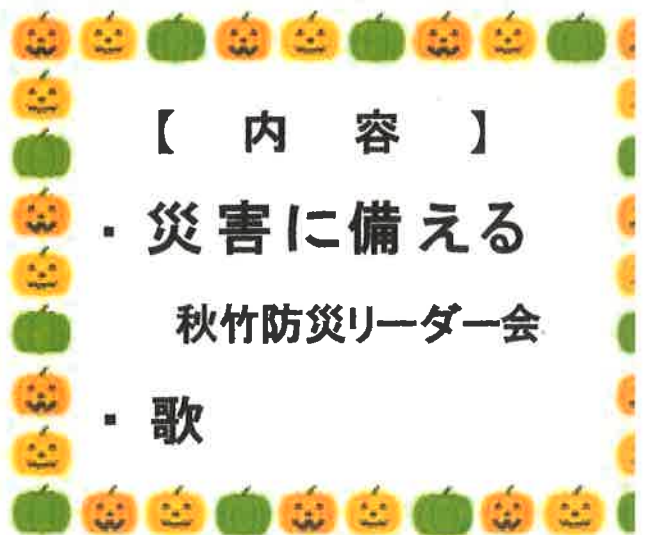 【　内　容　】
・災害に備える
秋竹防災リーダー会
・歌